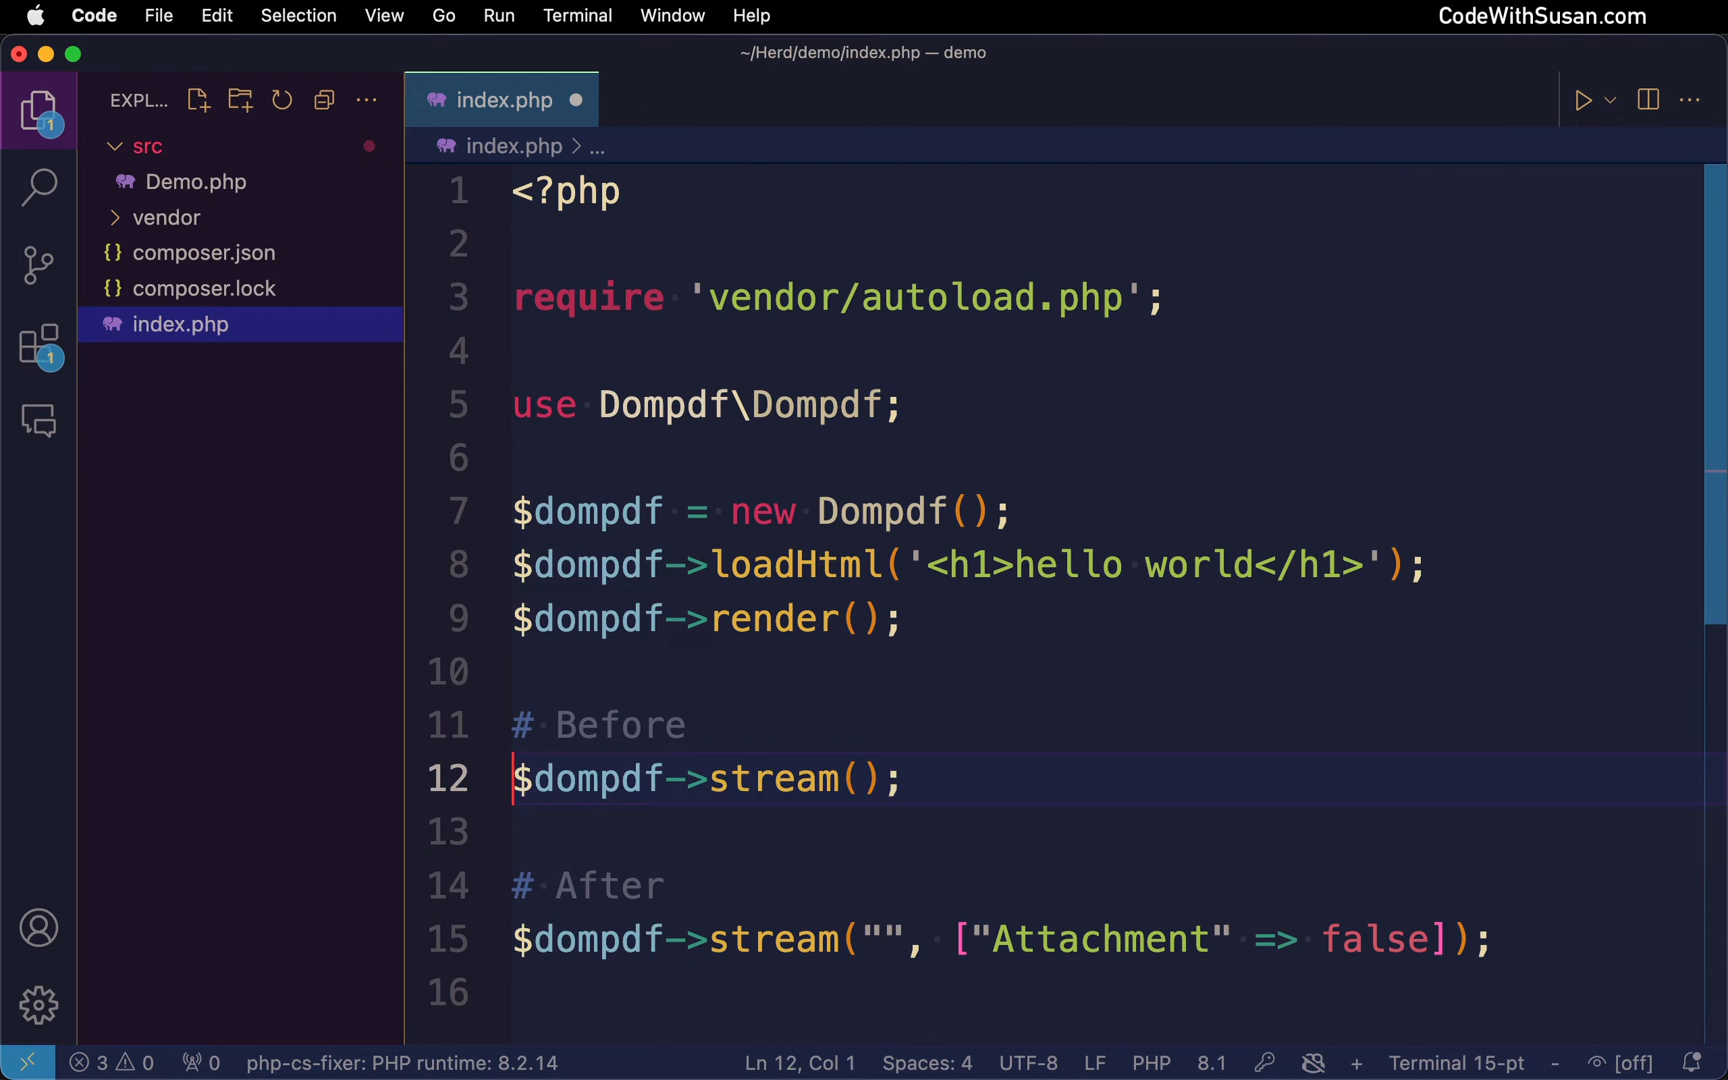 Code File Edit Selection View Go Run Terminal Window Help CodeWithSusan.com
~/Herd/demo/index.php — demo
EXPL...
index.php
index.php > ...
1
1
src
Demo.php
vendor
{} composer.json
{} composer.lock
index.php
1 <?php
2
3 require 'vendor/autoload.php';
4
5 use Dompdf\Dompdf;
6
7 $dompdf = new Dompdf();
8 $dompdf->loadHtml('<h1>hello world</h1>');
9 $dompdf->render();
10
11 # Before
12 $dompdf->stream();
13
14 # After
15 $dompdf->stream("", ["Attachment" => false]);
16
3 0 0 php-cs-fixer: PHP runtime: 8.2.14 Ln 12, Col 1 Spaces: 4 UTF-8 LF PHP 8.1 + Terminal 15-pt - [off]